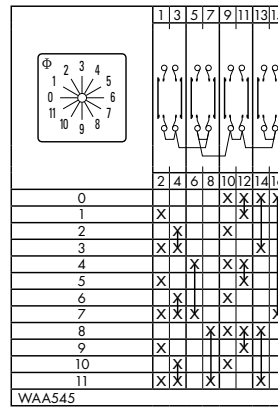 1 3 5 7 9 11 13
Φ
2 3 4
1 5
0 6
11 7
10 9 8
2 4 6 8 10 12 14
0 X X X X
1 X X
2 X X
3 X X X
4 X X X
5 X X
6 X X
7 X X X X
8 X X X X
9 X X
10 X X
11 X X X X
WAA545